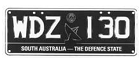 WDZ 130
SOUTH AUSTRALIA — THE DEFENCE STATE